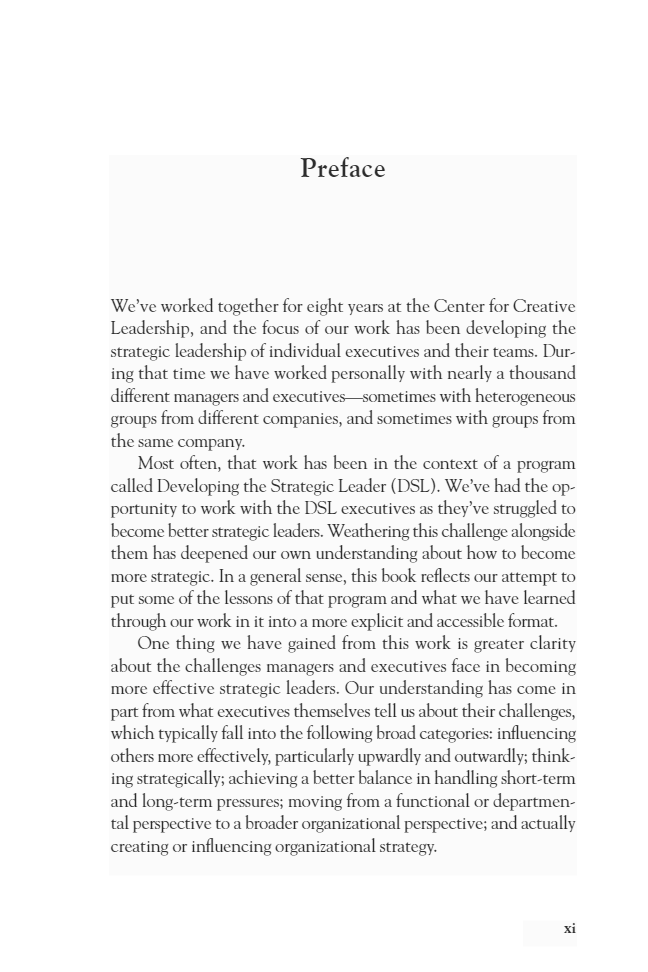 Preface
We’ve worked together for eight years at the Center for Creative
Leadership, and the focus of our work has been developing the
strategic leadership of individual executives and their teams. Dur-
ing that time we have worked personally with nearly a thousand
different managers and executives—sometimes with heterogeneous
groups from different companies, and sometimes with groups from
the same company.
Most often, that work has been in the context of a program
called Developing the Strategic Leader (DSL). We’ve had the op-
portunity to work with the DSL executives as they’ve struggled to
become better strategic leaders. Weathering this challenge alongside
them has deepened our own understanding about how to become
more strategic. In a general sense, this book reflects our attempt to
put some of the lessons of that program and what we have learned
through our work in it into a more explicit and accessible format.
One thing we have gained from this work is greater clarity
about the challenges managers and executives face in becoming
more effective strategic leaders. Our understanding has come in
part from what executives themselves tell us about their challenges,
which typically fall into the following broad categories: influencing
others more effectively, particularly upwardly and outwardly; think-
ing strategically; achieving a better balance in handling short-term
and long-term pressures; moving from a functional or departmen-
tal perspective to a broader organizational perspective; and actually
creating or influencing organizational strategy.
xi